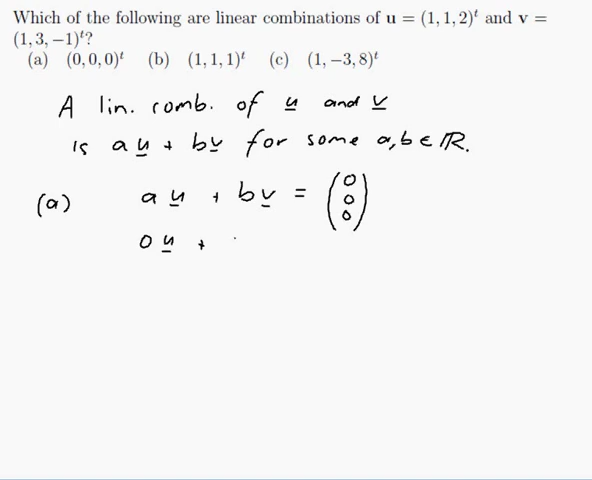 Which of the following are linear combinations of u = (1, 1, 2)ᵗ and v =
(1, 3, −1)ᵗ?
(a) (0, 0, 0)ᵗ (b) (1, 1, 1)ᵗ (c) (1, −3, 8)ᵗ
A lin. comb. of u and v
is au + bv for some a, b ∈ ℝ.
(a) au + bv = (0 0 0)
0u +